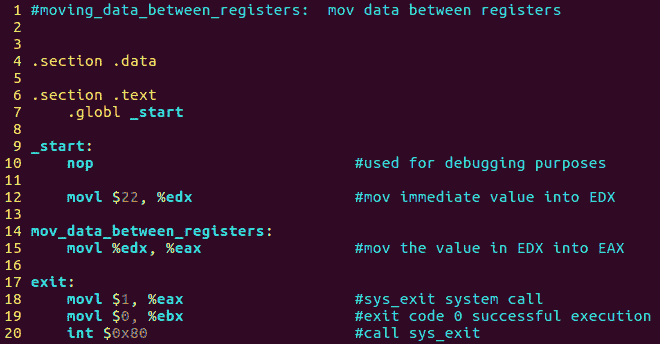 1 #moving_data_between_registers:  mov data between registers
2
3
4 .section .data
5
6 .section .text
7     .globl _start
8
9 _start:
10     nop                             #used for debugging purposes
11
12     movl $22, %edx                  #mov immediate value into EDX
13
14 mov_data_between_registers:
15     movl %edx, %eax                 #mov the value in EDX into EAX
16
17 exit:
18     movl $1, %eax                   #sys_exit system call
19     movl $0, %ebx                   #exit code 0 successful execution
20     int $0x80                       #call sys_exit